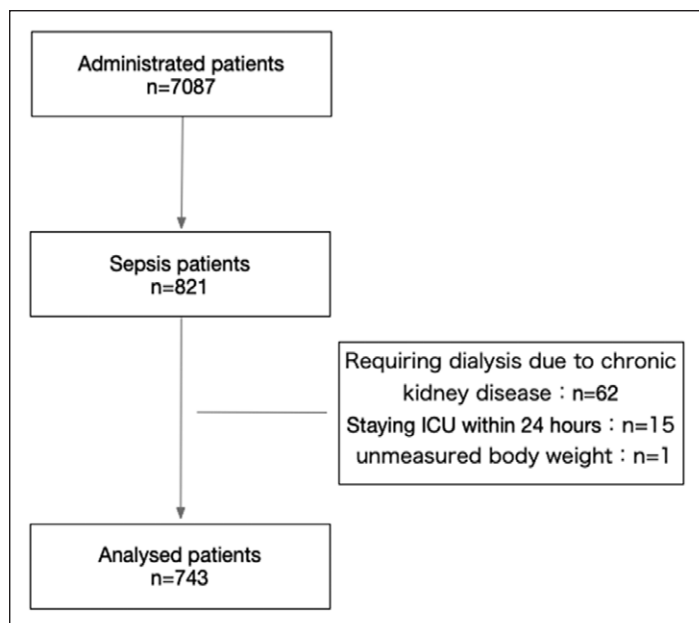 Administrated patients
n=7087
Sepsis patients
n=821
Requiring dialysis due to chronic
kidney disease：n=62
Staying ICU within 24 hours：n=15
unmeasured body weight：n=1
Analysed patients
n=743